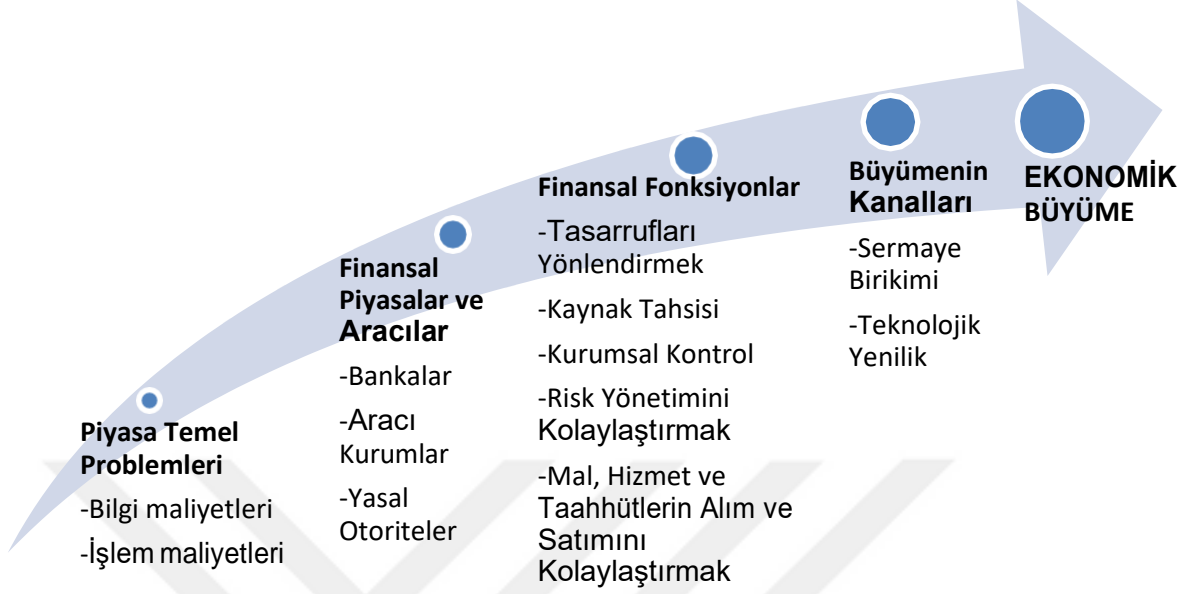 Piyasa Temel
Problemleri
-Bilgi maliyetleri
-İşlem maliyetleri
Finansal
Piyasalar ve
Aracılar
-Bankalar
-Aracı
Kurumlar
-Yasal
Otoriteler
Finansal Fonksiyonlar
-Tasarrufları
Yönlendirmek
-Kaynak Tahsisi
-Kurumsal Kontrol
-Risk Yönetimini
Kolaylaştırmak
-Mal, Hizmet ve
Taahhütlerin Alım ve
Satımını
Kolaylaştırmak
Büyümenin
Kanalları
-Sermaye
Birikimi
-Teknolojik
Yenilik
EKONOMİK
BÜYÜME